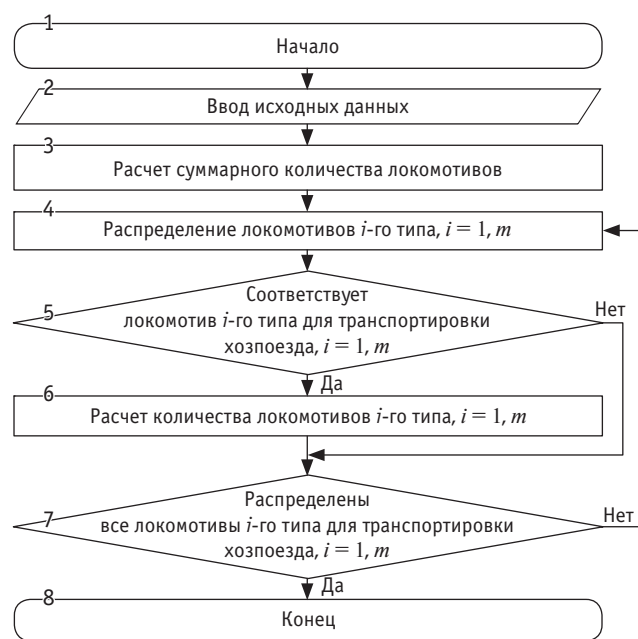 1
Начало
2
Ввод исходных данных
3
Расчет суммарного количества локомотивов
4
Распределение локомотивов i-го типа, i = 1, m
5
Соответствует
локомотив i-го типа для транспортировки
хозпоезда, i = 1, m
Нет
Да
6
Расчет количества локомотивов i-го типа, i = 1, m
7
Распределены
все локомотивы i-го типа для транспортировки
хозпоезда, i = 1, m
Нет
Да
8
Конец